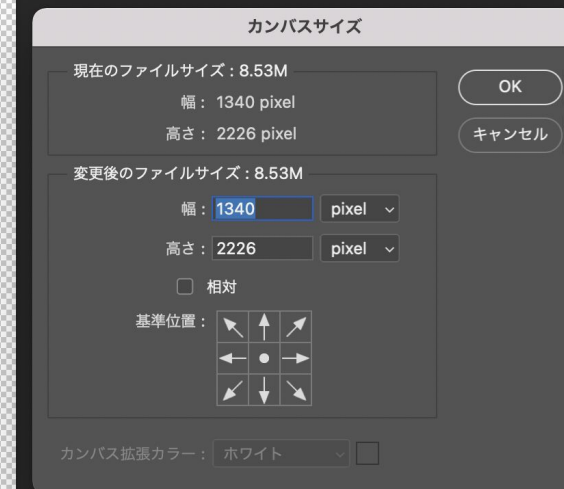 カンバスサイズ
現在のファイルサイズ : 8.53M
幅 : 1340 pixel
高さ : 2226 pixel
OK
キャンセル
変更後のファイルサイズ : 8.53M
幅 : 1340 pixel
高さ : 2226 pixel
相対
基準位置 :
カンバス拡張カラー : ホワイト